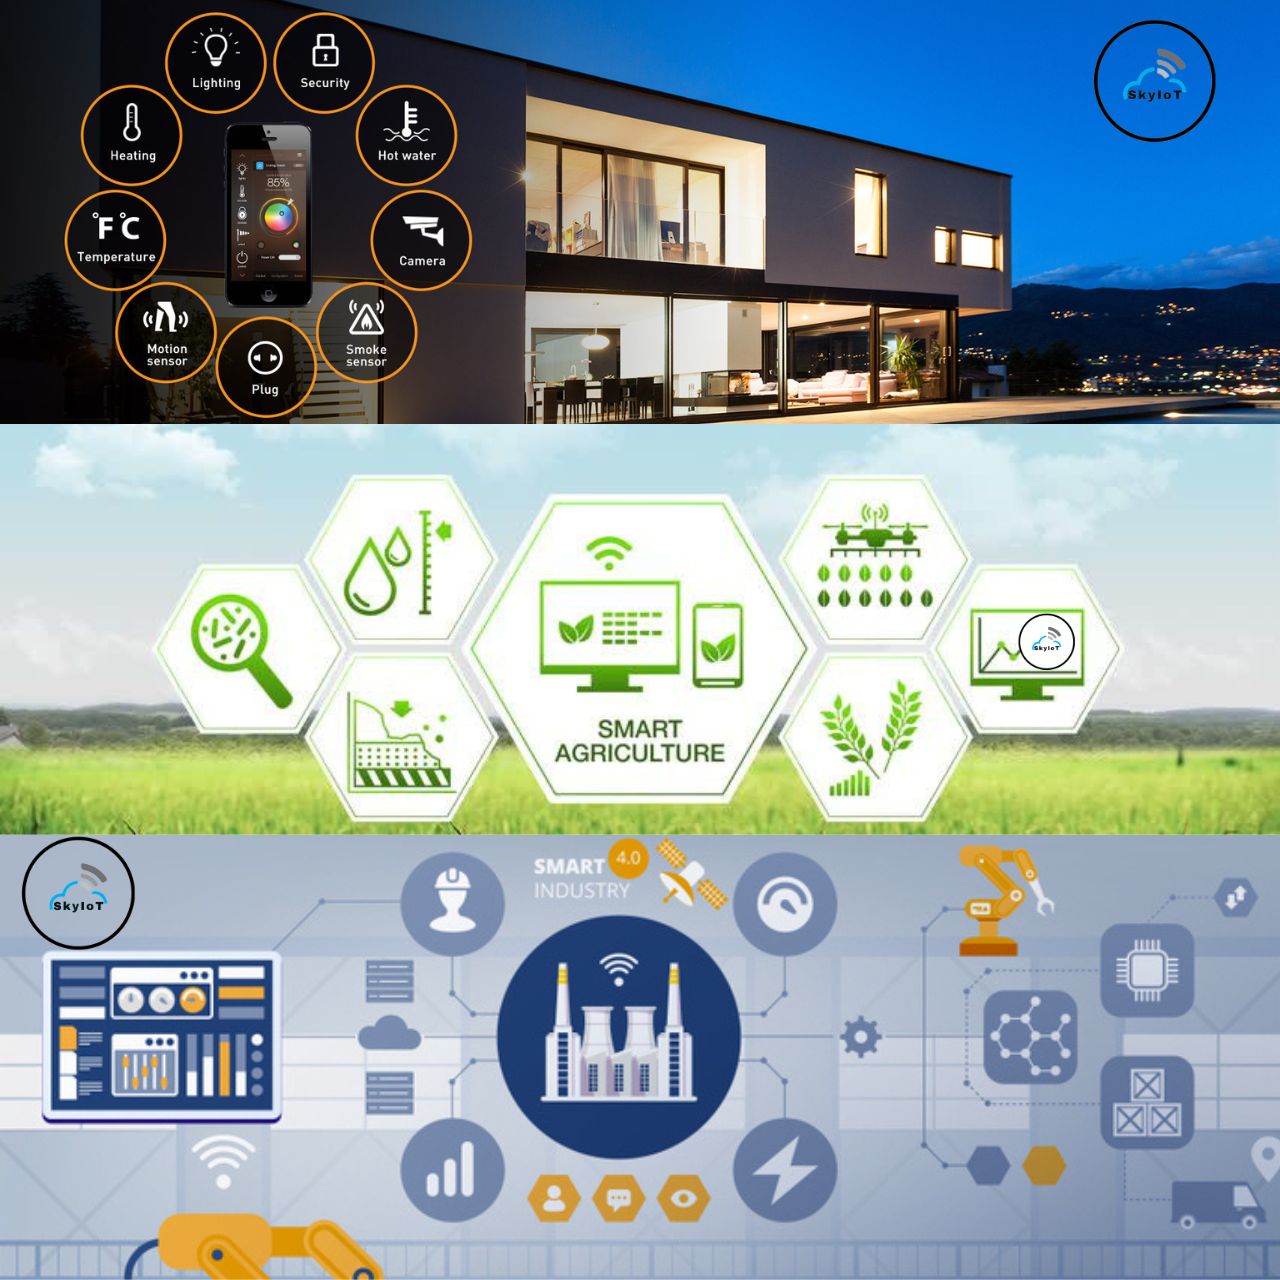 Lighting
Security
Heating
Hot water
85%
°F °C
Temperature
Camera
Motion
sensor
Smoke
sensor
Plug
SkyIoT
SMART
AGRICULTURE
SkyIoT
SkyIoT
SMART 4.0
INDUSTRY